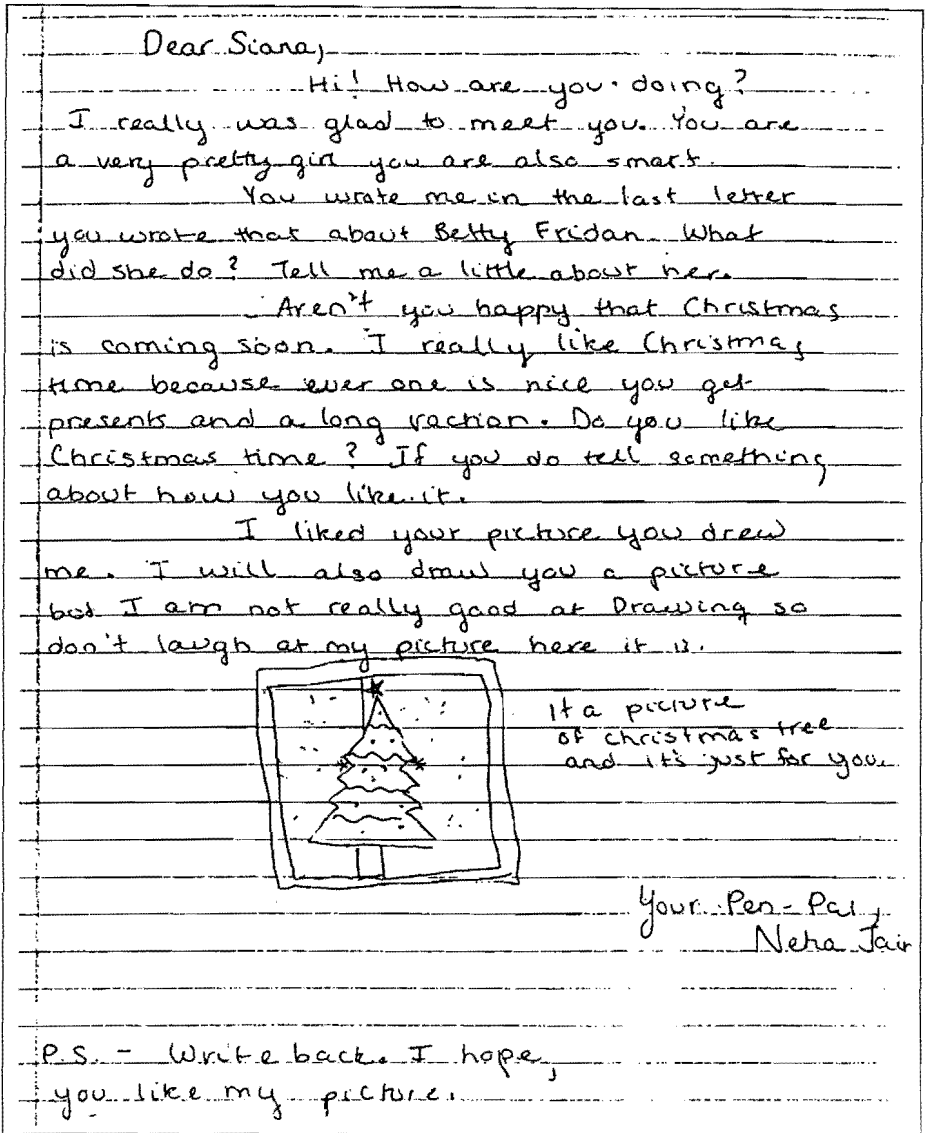 Dear Siana,
Hi! How are you doing?
I really was glad to meet you. You are
a very pretty girl you are also smart.
You wrote me in the last letter
you wrote that about Betty Fridan. What
did she do? Tell me a little about her.
Aren't you happy that Christmas
is coming soon. I really like Christmas
time because ever one is nice you get
presents and a long vaction. Do you like
Christmas time? If you do tell something
about how you like it.
I liked your picture you drew
me. I will also draw you a picture
but I am not really good at Drawing so
don't laugh at my picture here it is.
It a picture
of christmas tree
and it's just for you.
Your Pen-Pal,
Neha Jain
P.S. - Write back. I hope,
you like my picture.